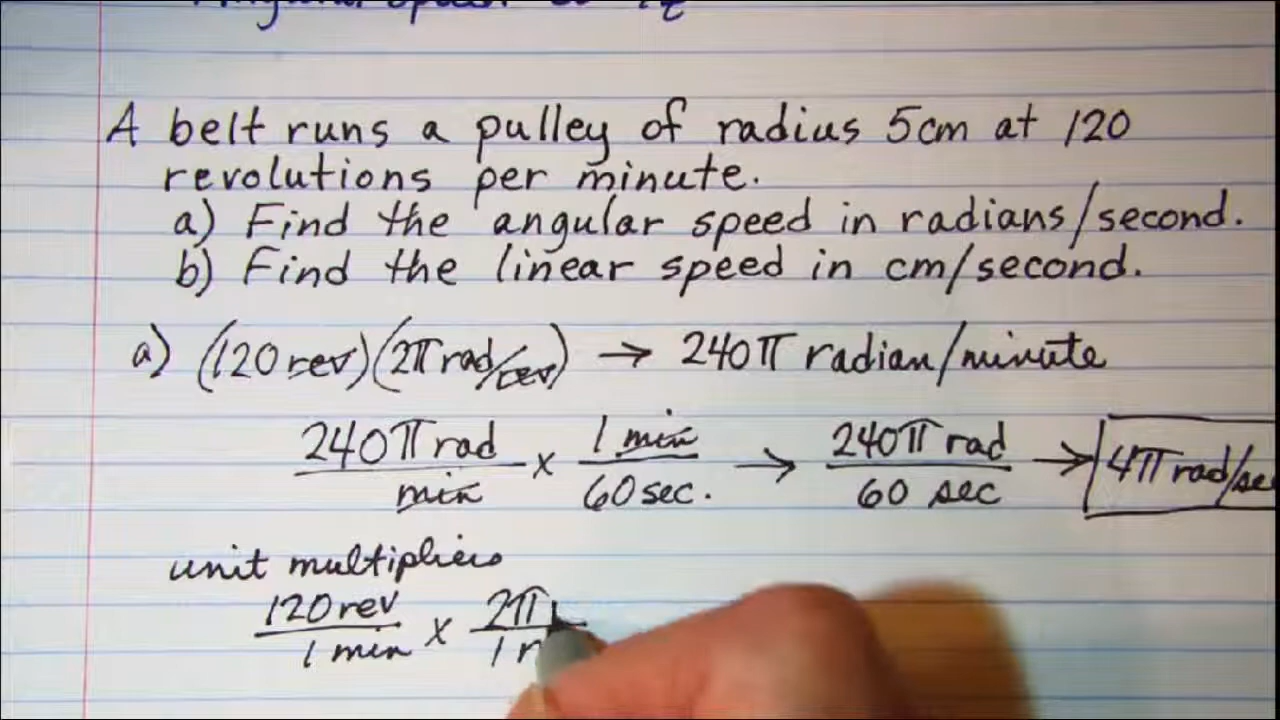 A belt runs a pulley of radius 5cm at 120
revolutions per minute.
a) Find the angular speed in radians/second.
b) Find the linear speed in cm/second.
a) (120 rev)(2π rad/rev) → 240π radian/minute
240π rad / min × 1 min / 60 sec. → 240π rad / 60 sec → 4π rad/se
unit multipliers
120 rev / 1 min × 2π / 1 r